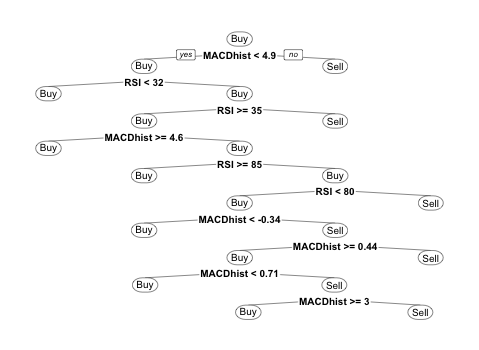 Buy
yes MACDhist < 4.9 no
Buy Sell
RSI < 32
Buy Buy
RSI >= 35
Buy Sell
MACDhist >= 4.6
Buy Buy
RSI >= 85
Buy Buy
RSI < 80
Buy Sell
MACDhist < -0.34
Buy Sell
MACDhist >= 0.44
Buy Sell
MACDhist < 0.71
Buy Sell
MACDhist >= 3
Buy Sell